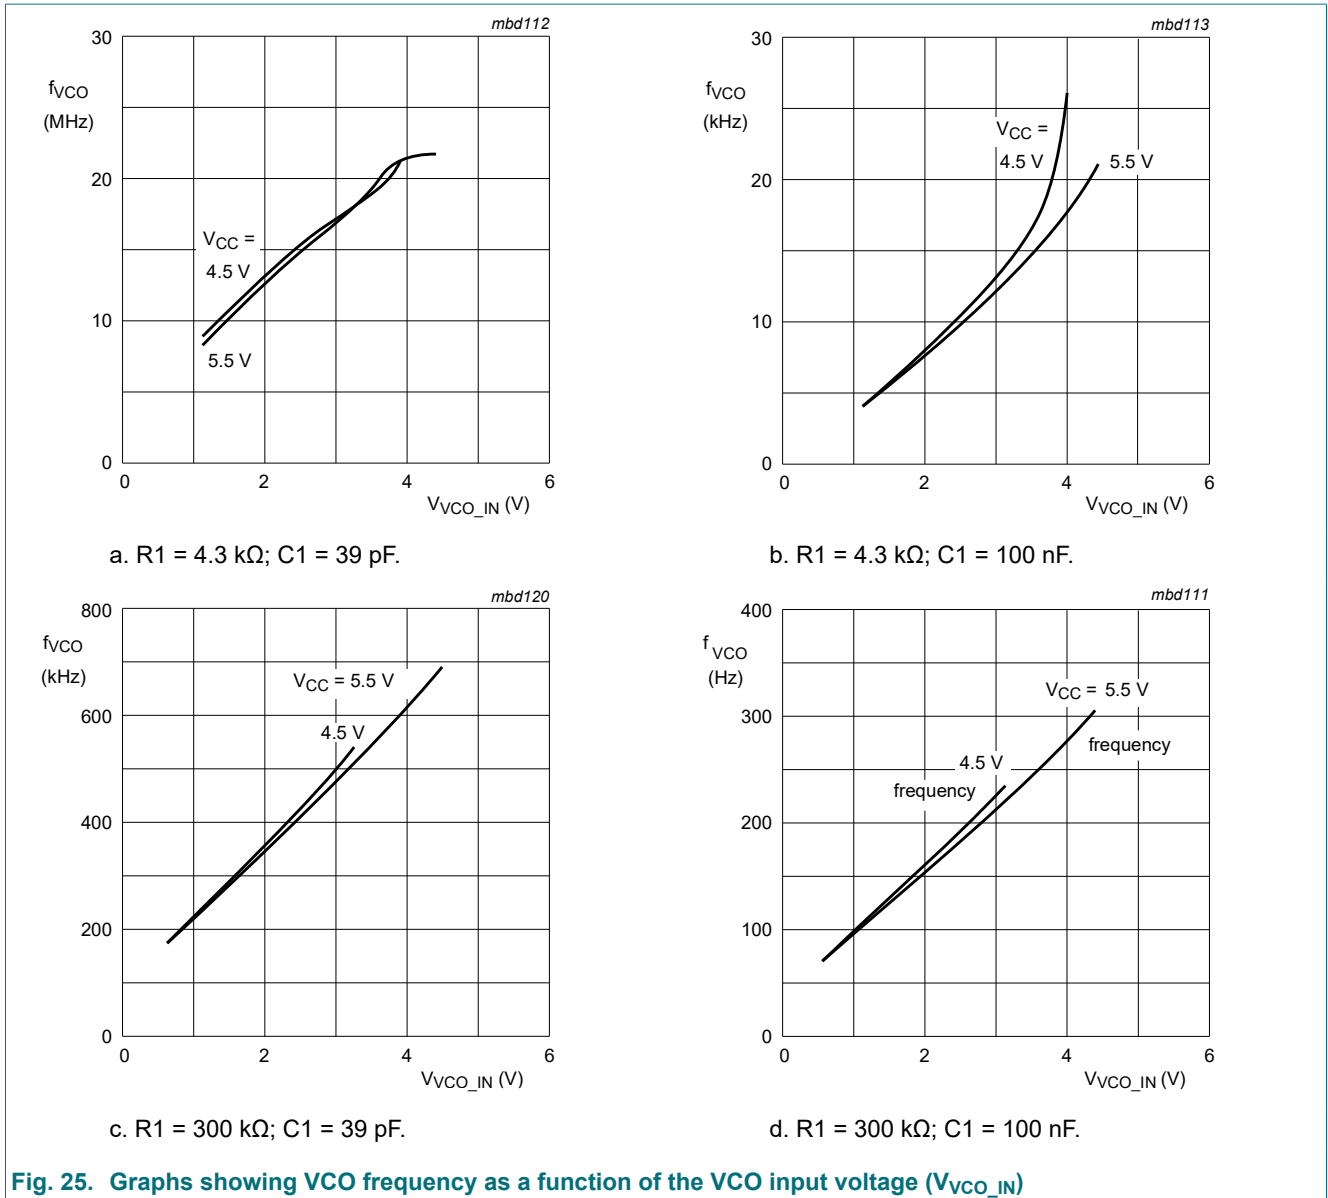 mbd112
30
fVCO
(MHz)
20
VCC =
4.5 V
10
5.5 V
0
0 2 4 6
VVCO_IN (V)
a. R1 = 4.3 kΩ; C1 = 39 pF.
mbd113
30
fVCO
(kHz)
VCC =
4.5 V
5.5 V
20
10
0
0 2 4 6
VVCO_IN (V)
b. R1 = 4.3 kΩ; C1 = 100 nF.
mbd120
800
fVCO
(kHz)
VCC = 5.5 V
600
4.5 V
400
200
0
0 2 4 6
VVCO_IN (V)
c. R1 = 300 kΩ; C1 = 39 pF.
mbd111
400
f VCO
(Hz)
VCC = 5.5 V
300
frequency
4.5 V
frequency
200
100
0
0 2 4 6
VVCO_IN (V)
d. R1 = 300 kΩ; C1 = 100 nF.
Fig. 25. Graphs showing VCO frequency as a function of the VCO input voltage (VVCO_IN)